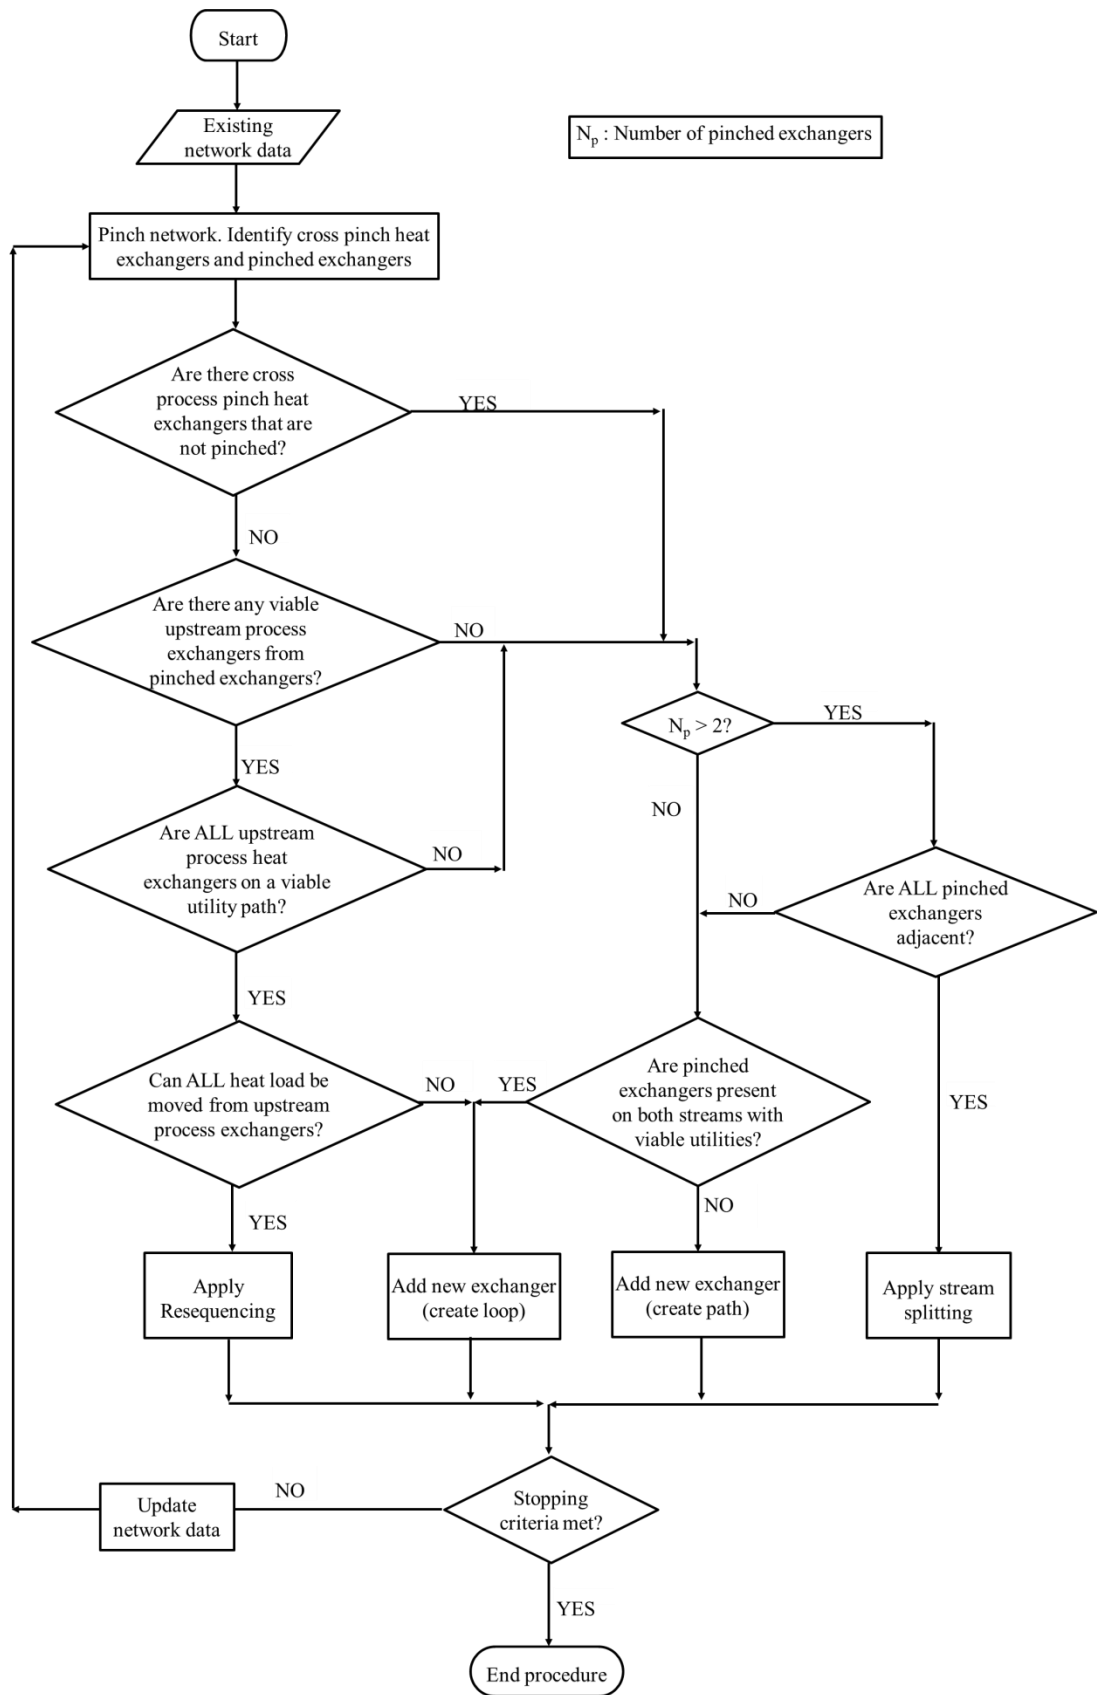 Start
Existing
network data
N_p : Number of pinched exchangers
Pinch network. Identify cross pinch heat
exchangers and pinched exchangers
Are there cross
process pinch heat
exchangers that are
not pinched?
YES
NO
Are there any viable
upstream process
exchangers from
pinched exchangers?
NO
YES
N_p > 2?
YES
NO
Are ALL upstream
process heat
exchangers on a viable
utility path?
NO
YES
Are ALL pinched
exchangers
adjacent?
NO
YES
Can ALL heat load be
moved from upstream
process exchangers?
NO
YES
Are pinched
exchangers present
on both streams with
viable utilities?
YES
NO
Apply
Resequencing
Add new exchanger
(create loop)
Add new exchanger
(create path)
Apply stream
splitting
Stopping
criteria met?
NO
Update
network data
YES
End procedure